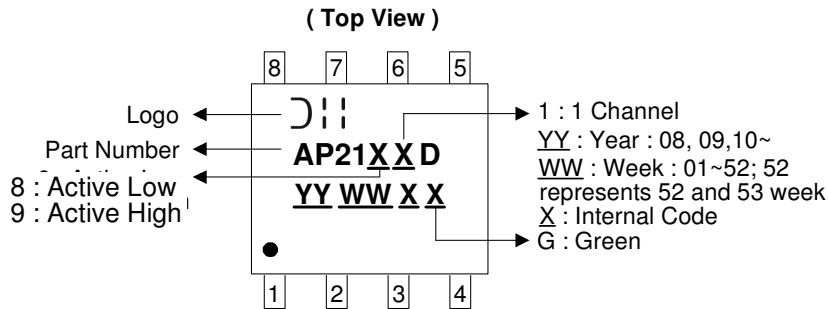 ( Top View )
8 7 6 5
Logo
Part Number
8 : Active Low
9 : Active High
AP21XXD
YY WW X X
1 : 1 Channel
YY : Year : 08, 09,10~
WW : Week : 01~52; 52
represents 52 and 53 week
X : Internal Code
G : Green
1 2 3 4